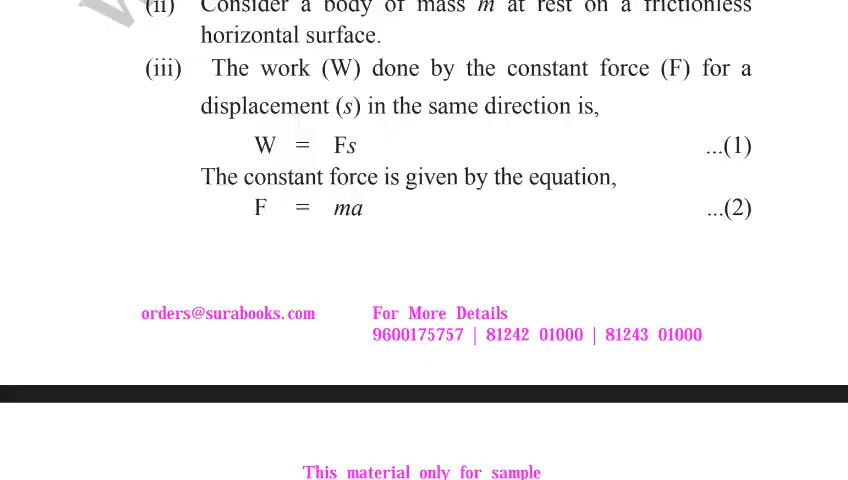 (ii) Consider a body of mass m at rest on a frictionless
horizontal surface.
(iii) The work (W) done by the constant force (F) for a
displacement (s) in the same direction is,
W = Fs ...(1)
The constant force is given by the equation,
F = ma ...(2)
orders@surabooks.com For More Details
9600175757 | 81242 01000 | 81243 01000
This material only for sample